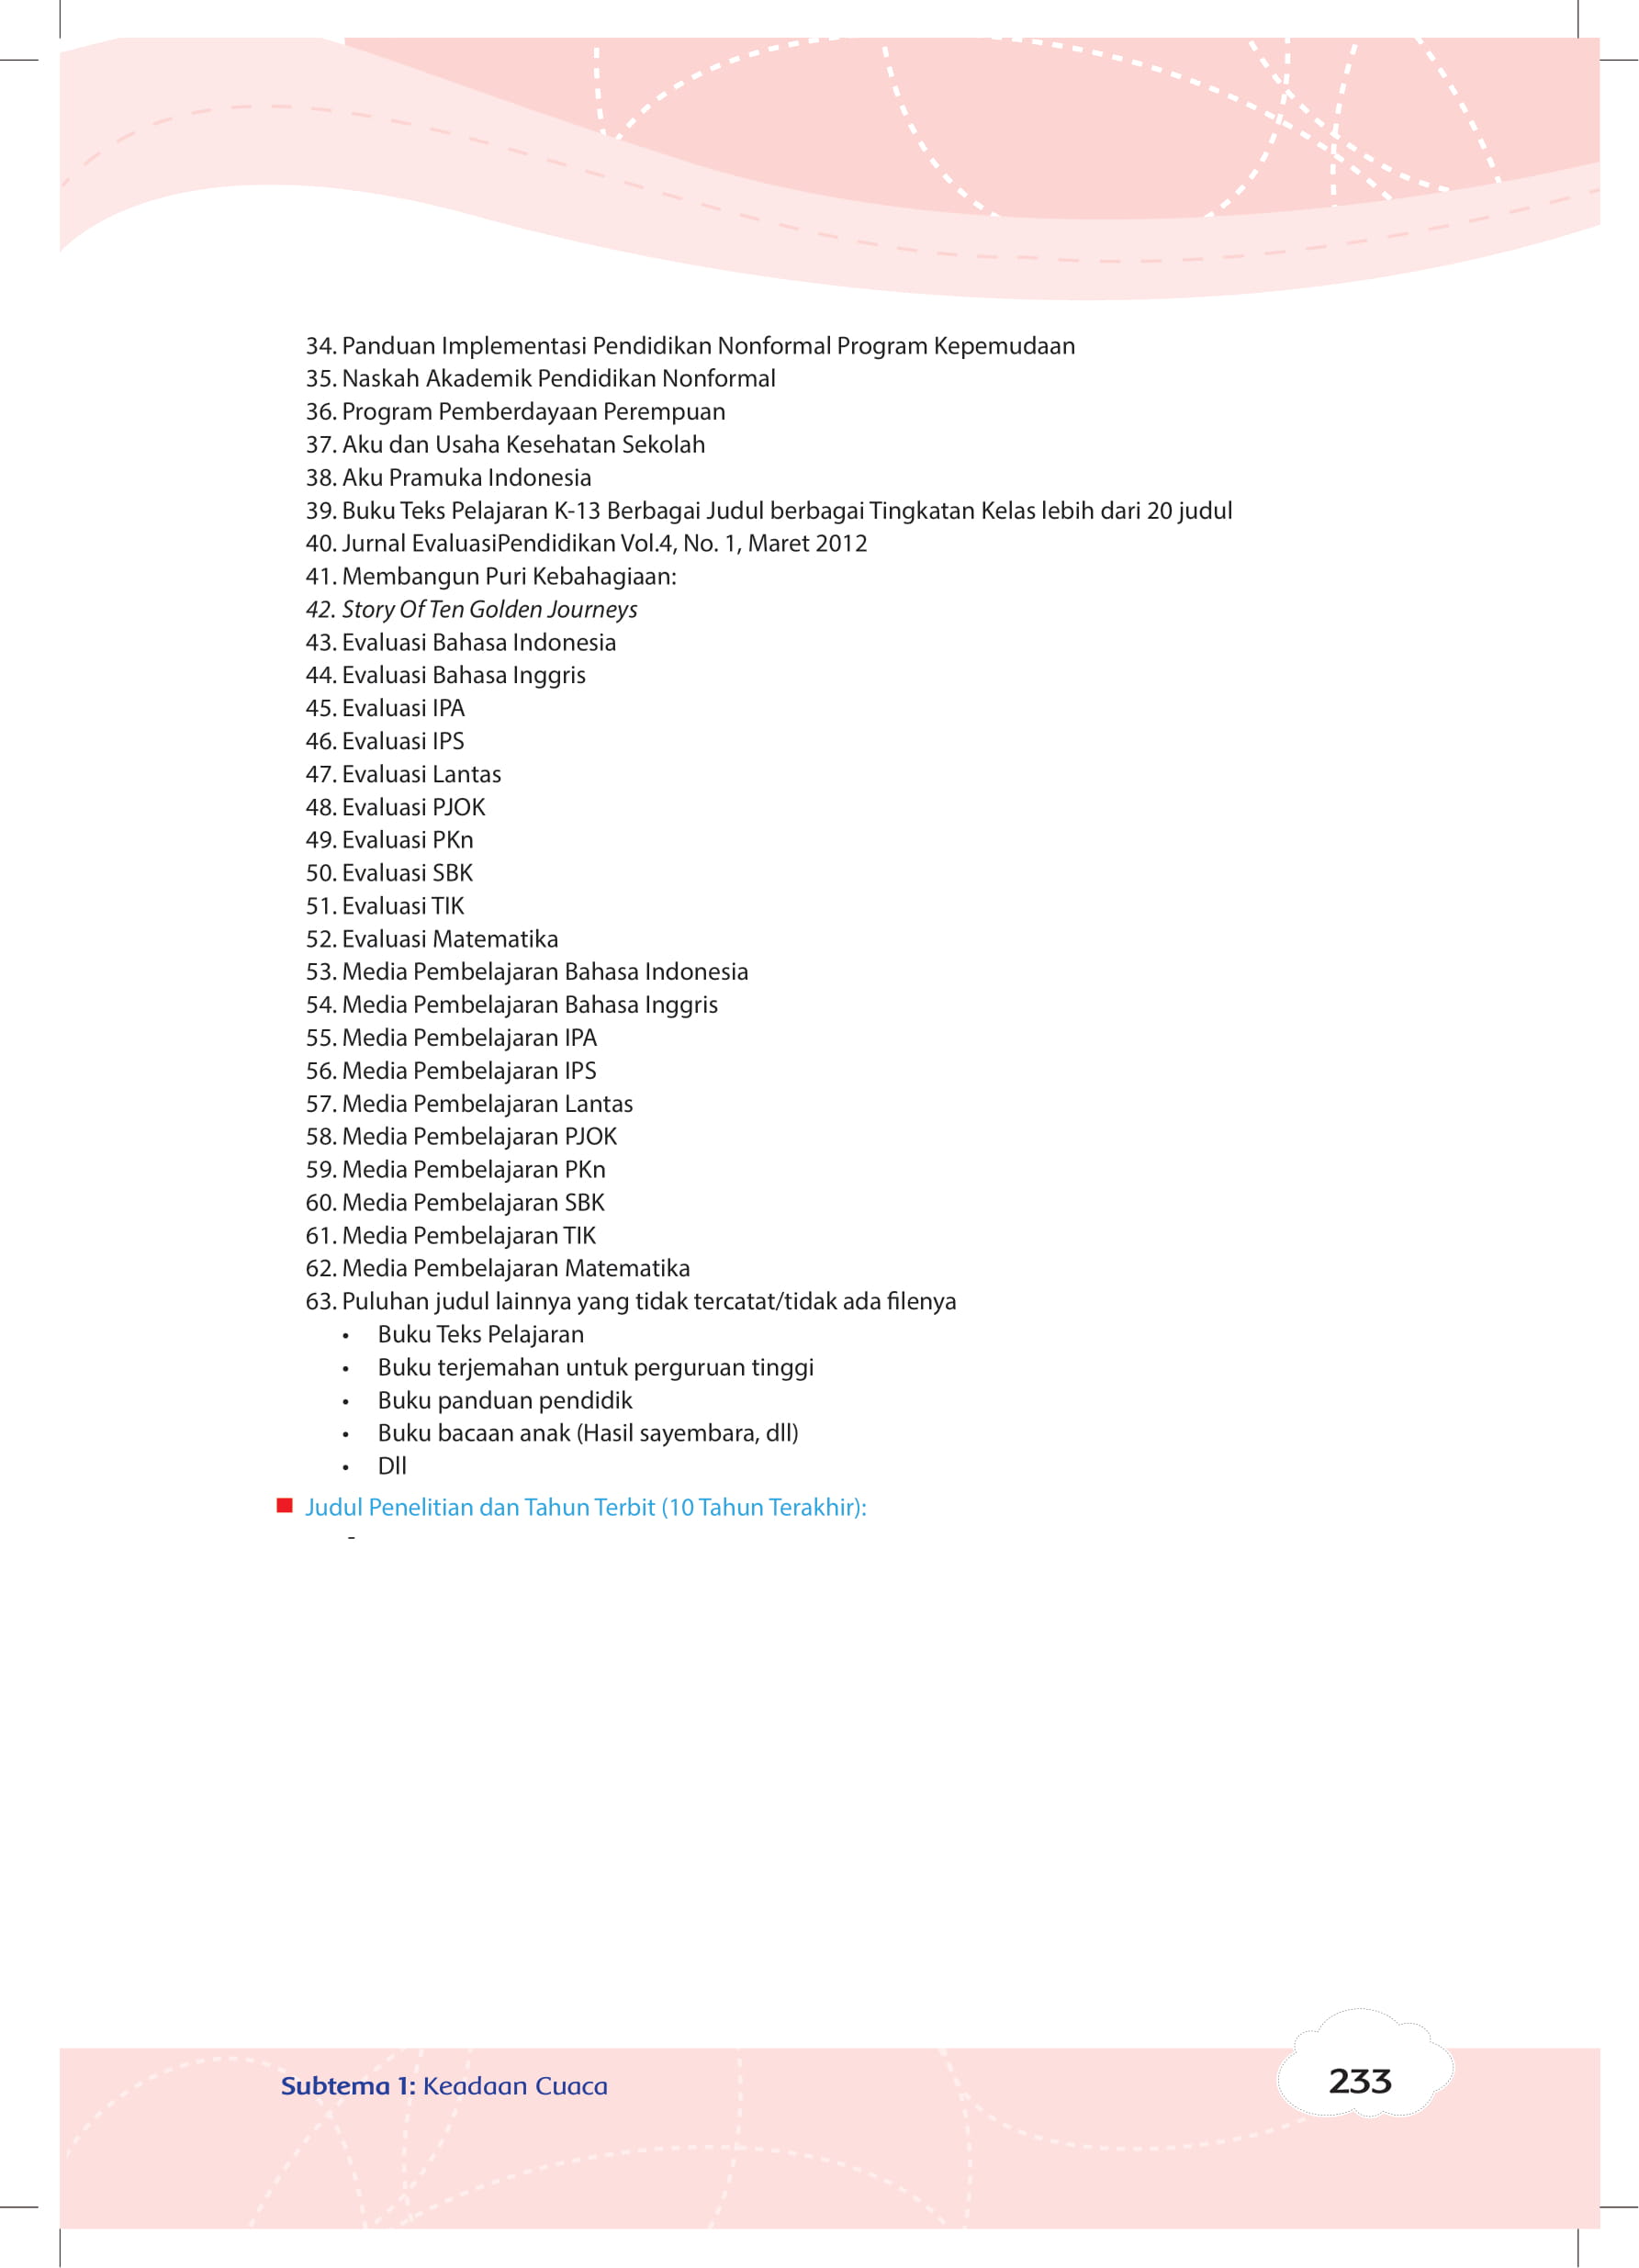 34. Panduan Implementasi Pendidikan Nonformal Program Kepemudaan
35. Naskah Akademik Pendidikan Nonformal
36. Program Pemberdayaan Perempuan
37. Aku dan Usaha Kesehatan Sekolah
38. Aku Pramuka Indonesia
39. Buku Teks Pelajaran K-13 Berbagai Judul berbagai Tingkatan Kelas lebih dari 20 judul
40. Jurnal EvaluasiPendidikan Vol.4, No. 1, Maret 2012
41. Membangun Puri Kebahagiaan:
42. Story Of Ten Golden Journeys
43. Evaluasi Bahasa Indonesia
44. Evaluasi Bahasa Inggris
45. Evaluasi IPA
46. Evaluasi IPS
47. Evaluasi Lantas
48. Evaluasi PJOK
49. Evaluasi PKn
50. Evaluasi SBK
51. Evaluasi TIK
52. Evaluasi Matematika
53. Media Pembelajaran Bahasa Indonesia
54. Media Pembelajaran Bahasa Inggris
55. Media Pembelajaran IPA
56. Media Pembelajaran IPS
57. Media Pembelajaran Lantas
58. Media Pembelajaran PJOK
59. Media Pembelajaran PKn
60. Media Pembelajaran SBK
61. Media Pembelajaran TIK
62. Media Pembelajaran Matematika
63. Puluhan judul lainnya yang tidak tercatat/tidak ada filenya
• Buku Teks Pelajaran
• Buku terjemahan untuk perguruan tinggi
• Buku panduan pendidik
• Buku bacaan anak (Hasil sayembara, dll)
• Dll
Judul Penelitian dan Tahun Terbit (10 Tahun Terakhir):
-
Subtema 1: Keadaan Cuaca
233